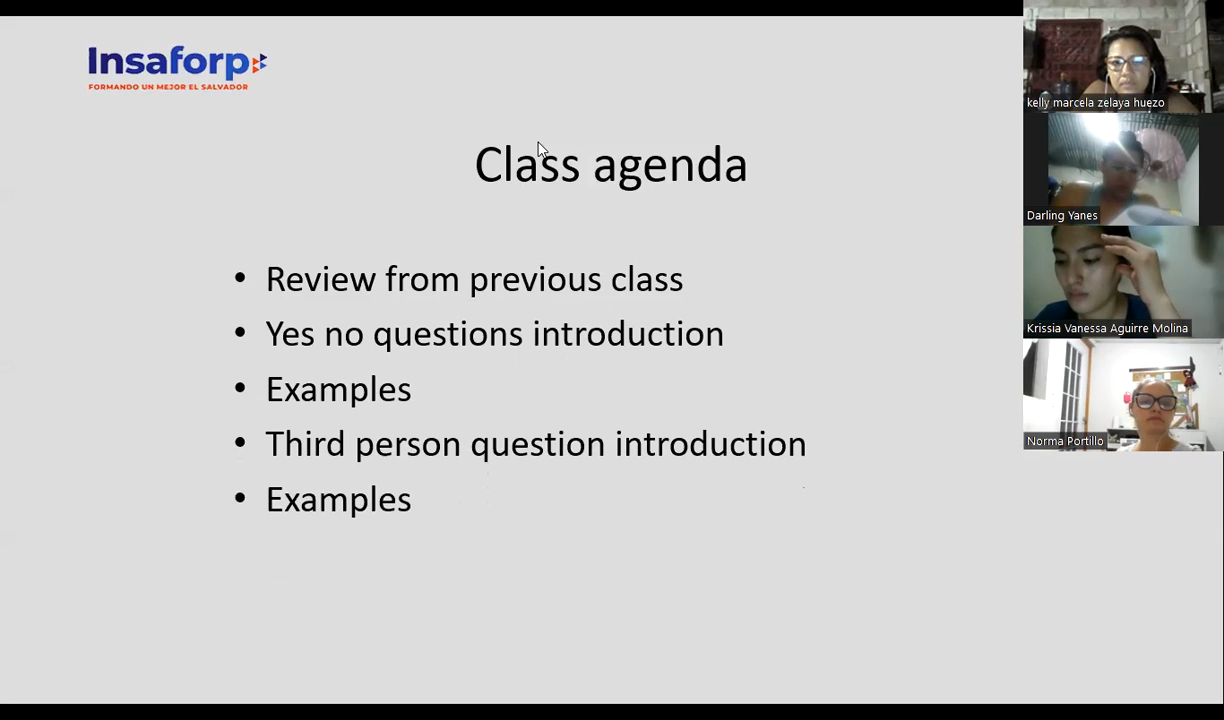 Insaforp
FORMANDO UN MEJOR EL SALVADOR
Class agenda
• Review from previous class
• Yes no questions introduction
• Examples
• Third person question introduction
• Examples
kelly marcela zelaya huezo
Darling Yanes
Krissia Vanessa Aguirre Molina
Norma Portillo